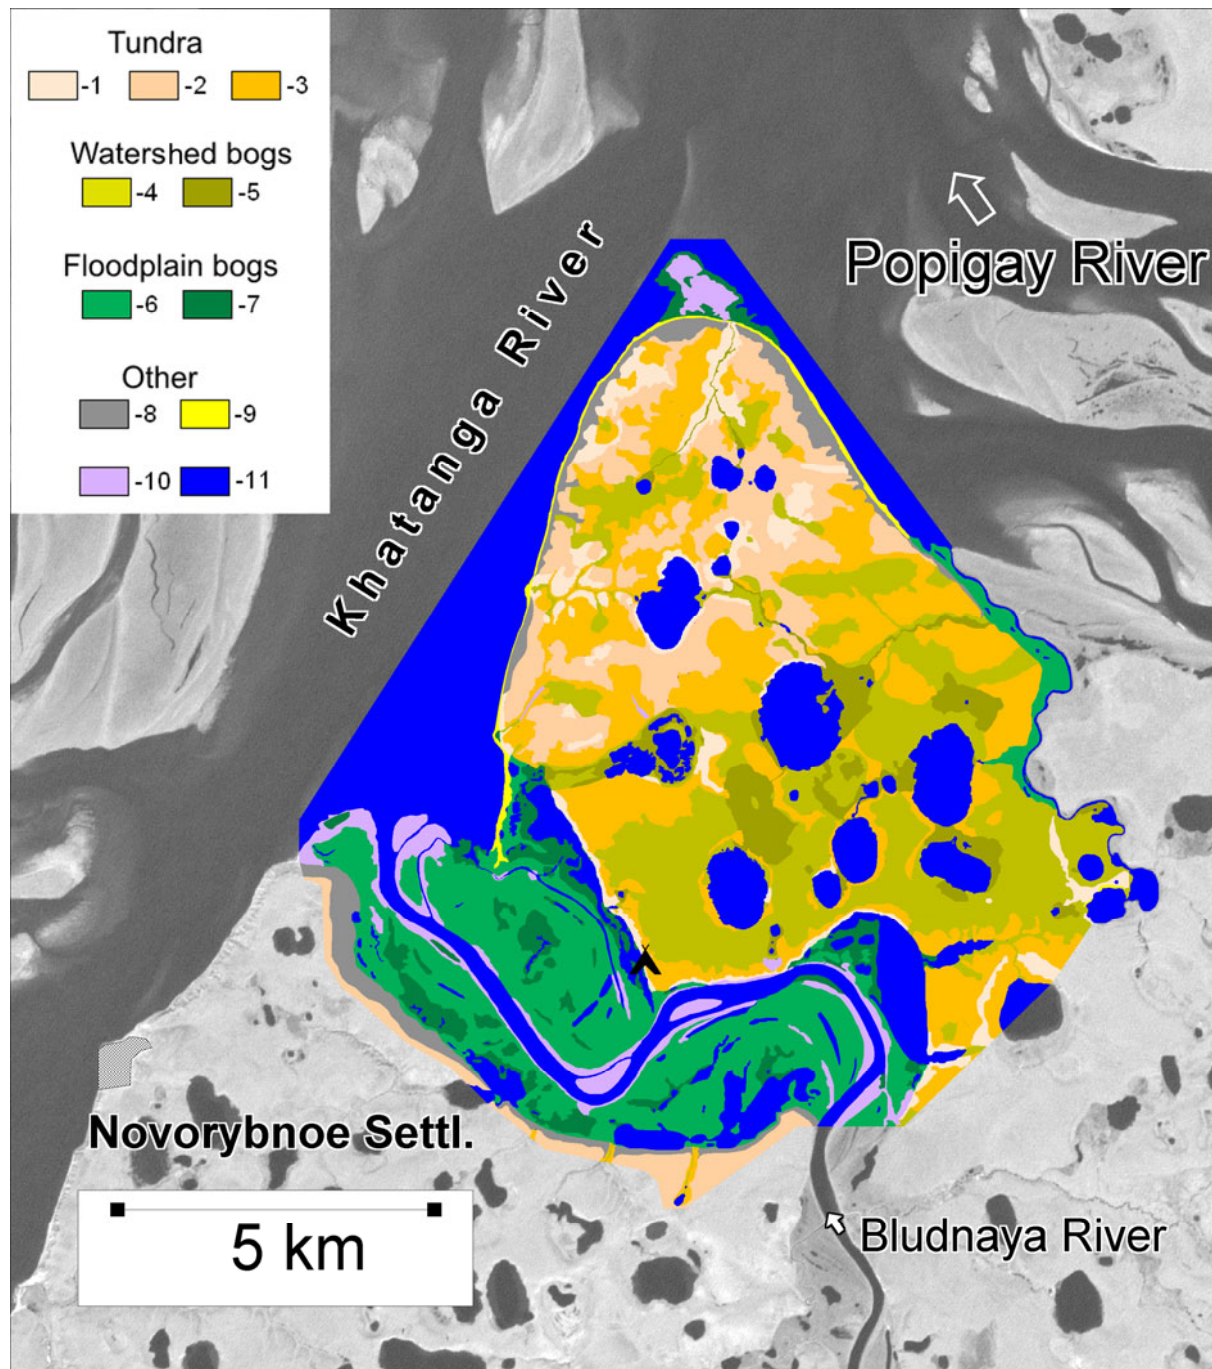 Tundra
-1 -2 -3
Watershed bogs
-4 -5
Floodplain bogs
-6 -7
Other
-8 -9
-10 -11
Popigay River
Khatanga River
Novorybnoe Settl.
5 km
Bludnaya River